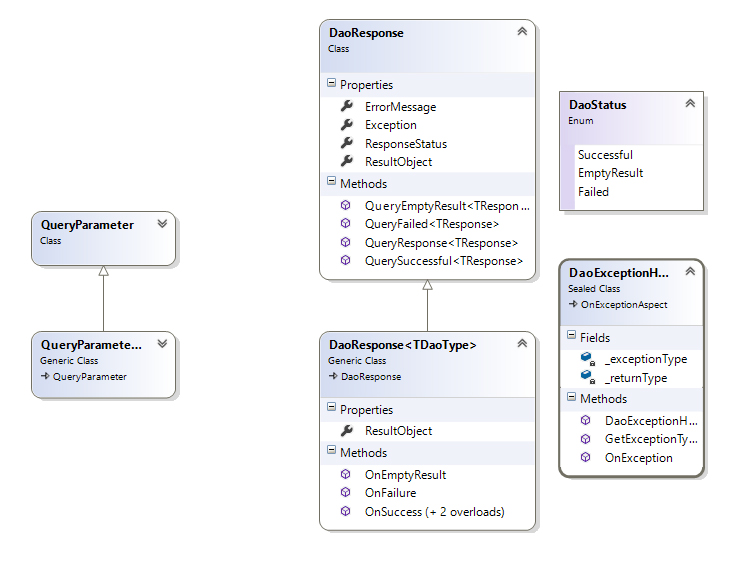 DaoResponse
Class
Properties
ErrorMessage
Exception
ResponseStatus
ResultObject
Methods
QueryEmptyResult<TRespon...
QueryFailed<TResponse>
QueryResponse<TResponse>
QuerySuccessful<TResponse>
DaoStatus
Enum
Successful
EmptyResult
Failed
QueryParameter
Class
DaoExceptionH...
Sealed Class
OnExceptionAspect
Fields
_exceptionType
_returnType
Methods
DaoExceptionH...
GetExceptionTy...
OnException
QueryParamete...
Generic Class
QueryParameter
DaoResponse<TDaoType>
Generic Class
DaoResponse
Properties
ResultObject
Methods
OnEmptyResult
OnFailure
OnSuccess (+ 2 overloads)